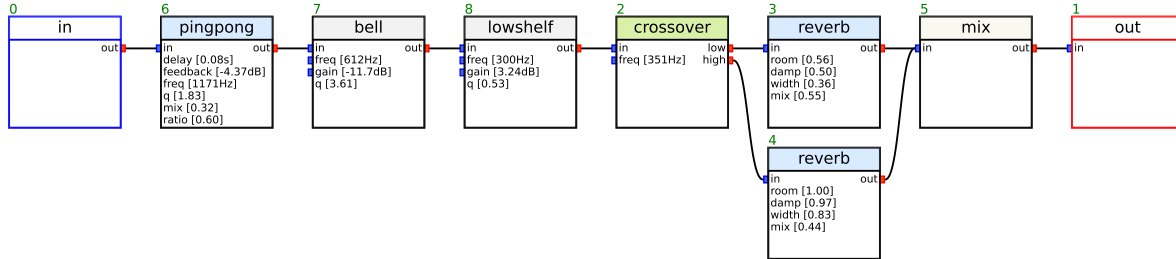 0
in
out
6
pingpong
in
out
delay [0.08s]
feedback [-4.37dB]
freq [1171Hz]
q [1.83]
mix [0.32]
ratio [0.60]
7
bell
in
out
freq [612Hz]
gain [-11.7dB]
q [3.61]
8
lowshelf
in
out
freq [300Hz]
gain [3.24dB]
q [0.53]
2
crossover
in
low
freq [351Hz]
high
3
reverb
in
out
room [0.56]
damp [0.50]
width [0.36]
mix [0.55]
4
reverb
in
out
room [1.00]
damp [0.97]
width [0.83]
mix [0.44]
5
mix
in
out
1
out
in